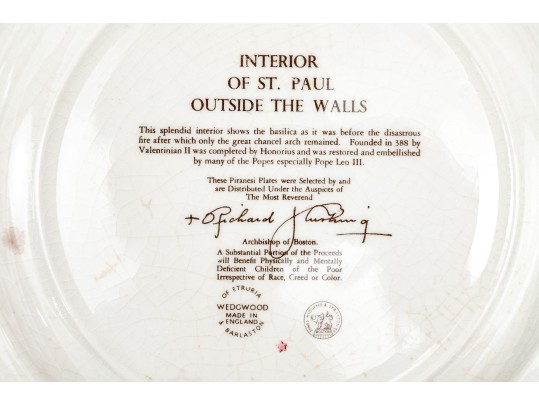 INTERIOR
OF ST. PAUL
OUTSIDE THE WALLS
This splendid interior shows the basilica as it was before the disastrous
fire after which only the great chancel arch remained. Founded in 388 by
Valentinian II was completed by Honorius and was restored and embellished
by many of the Popes especially Pope Leo III.
These Piranesi Plates were Selected by and
are Distributed Under the Auspices of
The Most Reverend
+ Richard J Cushing
Archbishop of Boston.
A Substantial Portion of the Proceeds
will Benefit Physically and Mentally
Deficient Children of the Poor
Irrespective of Race, Creed or Color.
OF ETRURIA
WEDGWOOD
MADE IN
ENGLAND
& BARLASTON